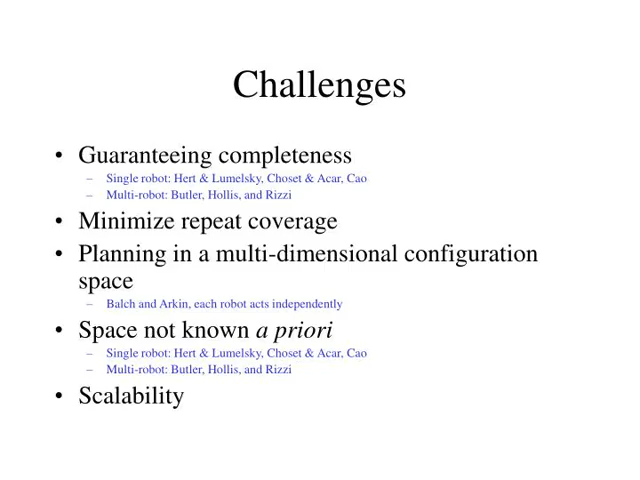 Challenges
• Guaranteeing completeness
– Single robot: Hert & Lumelsky, Choset & Acar, Cao
– Multi-robot: Butler, Hollis, and Rizzi
• Minimize repeat coverage
• Planning in a multi-dimensional configuration
space
– Balch and Arkin, each robot acts independently
• Space not known a priori
– Single robot: Hert & Lumelsky, Choset & Acar, Cao
– Multi-robot: Butler, Hollis, and Rizzi
• Scalability